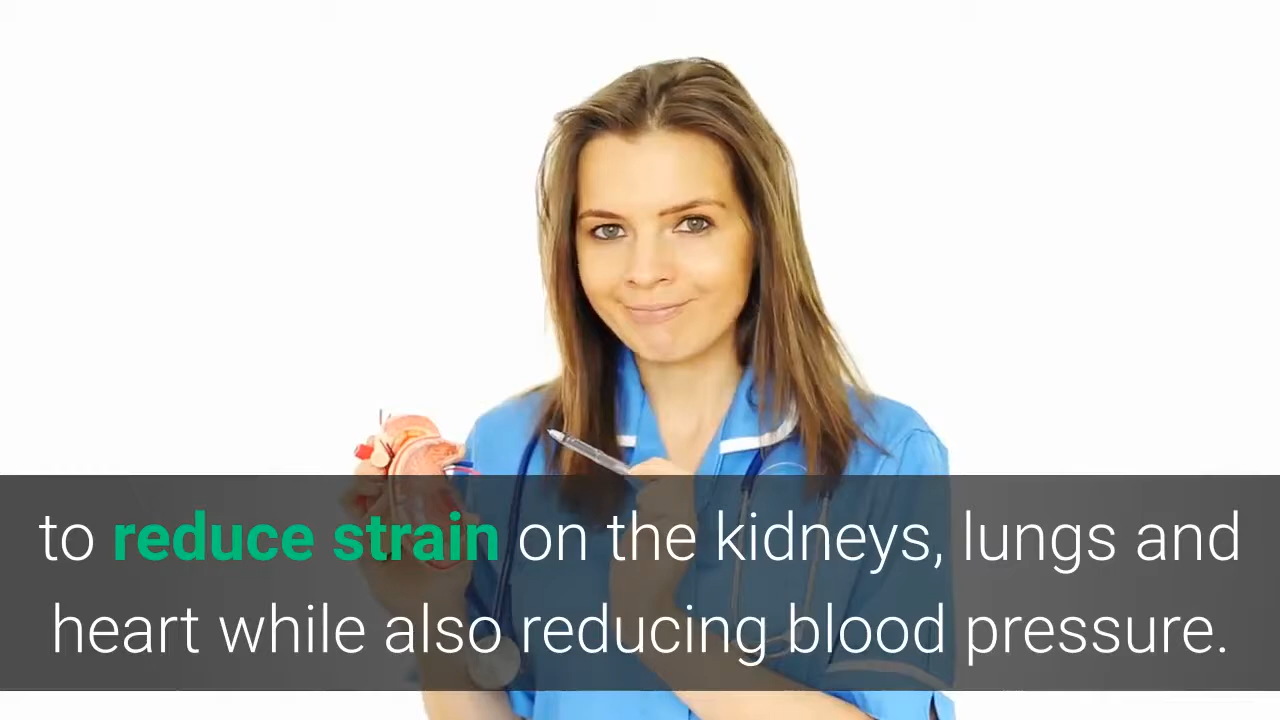 to reduce strain on the kidneys, lungs and
heart while also reducing blood pressure.